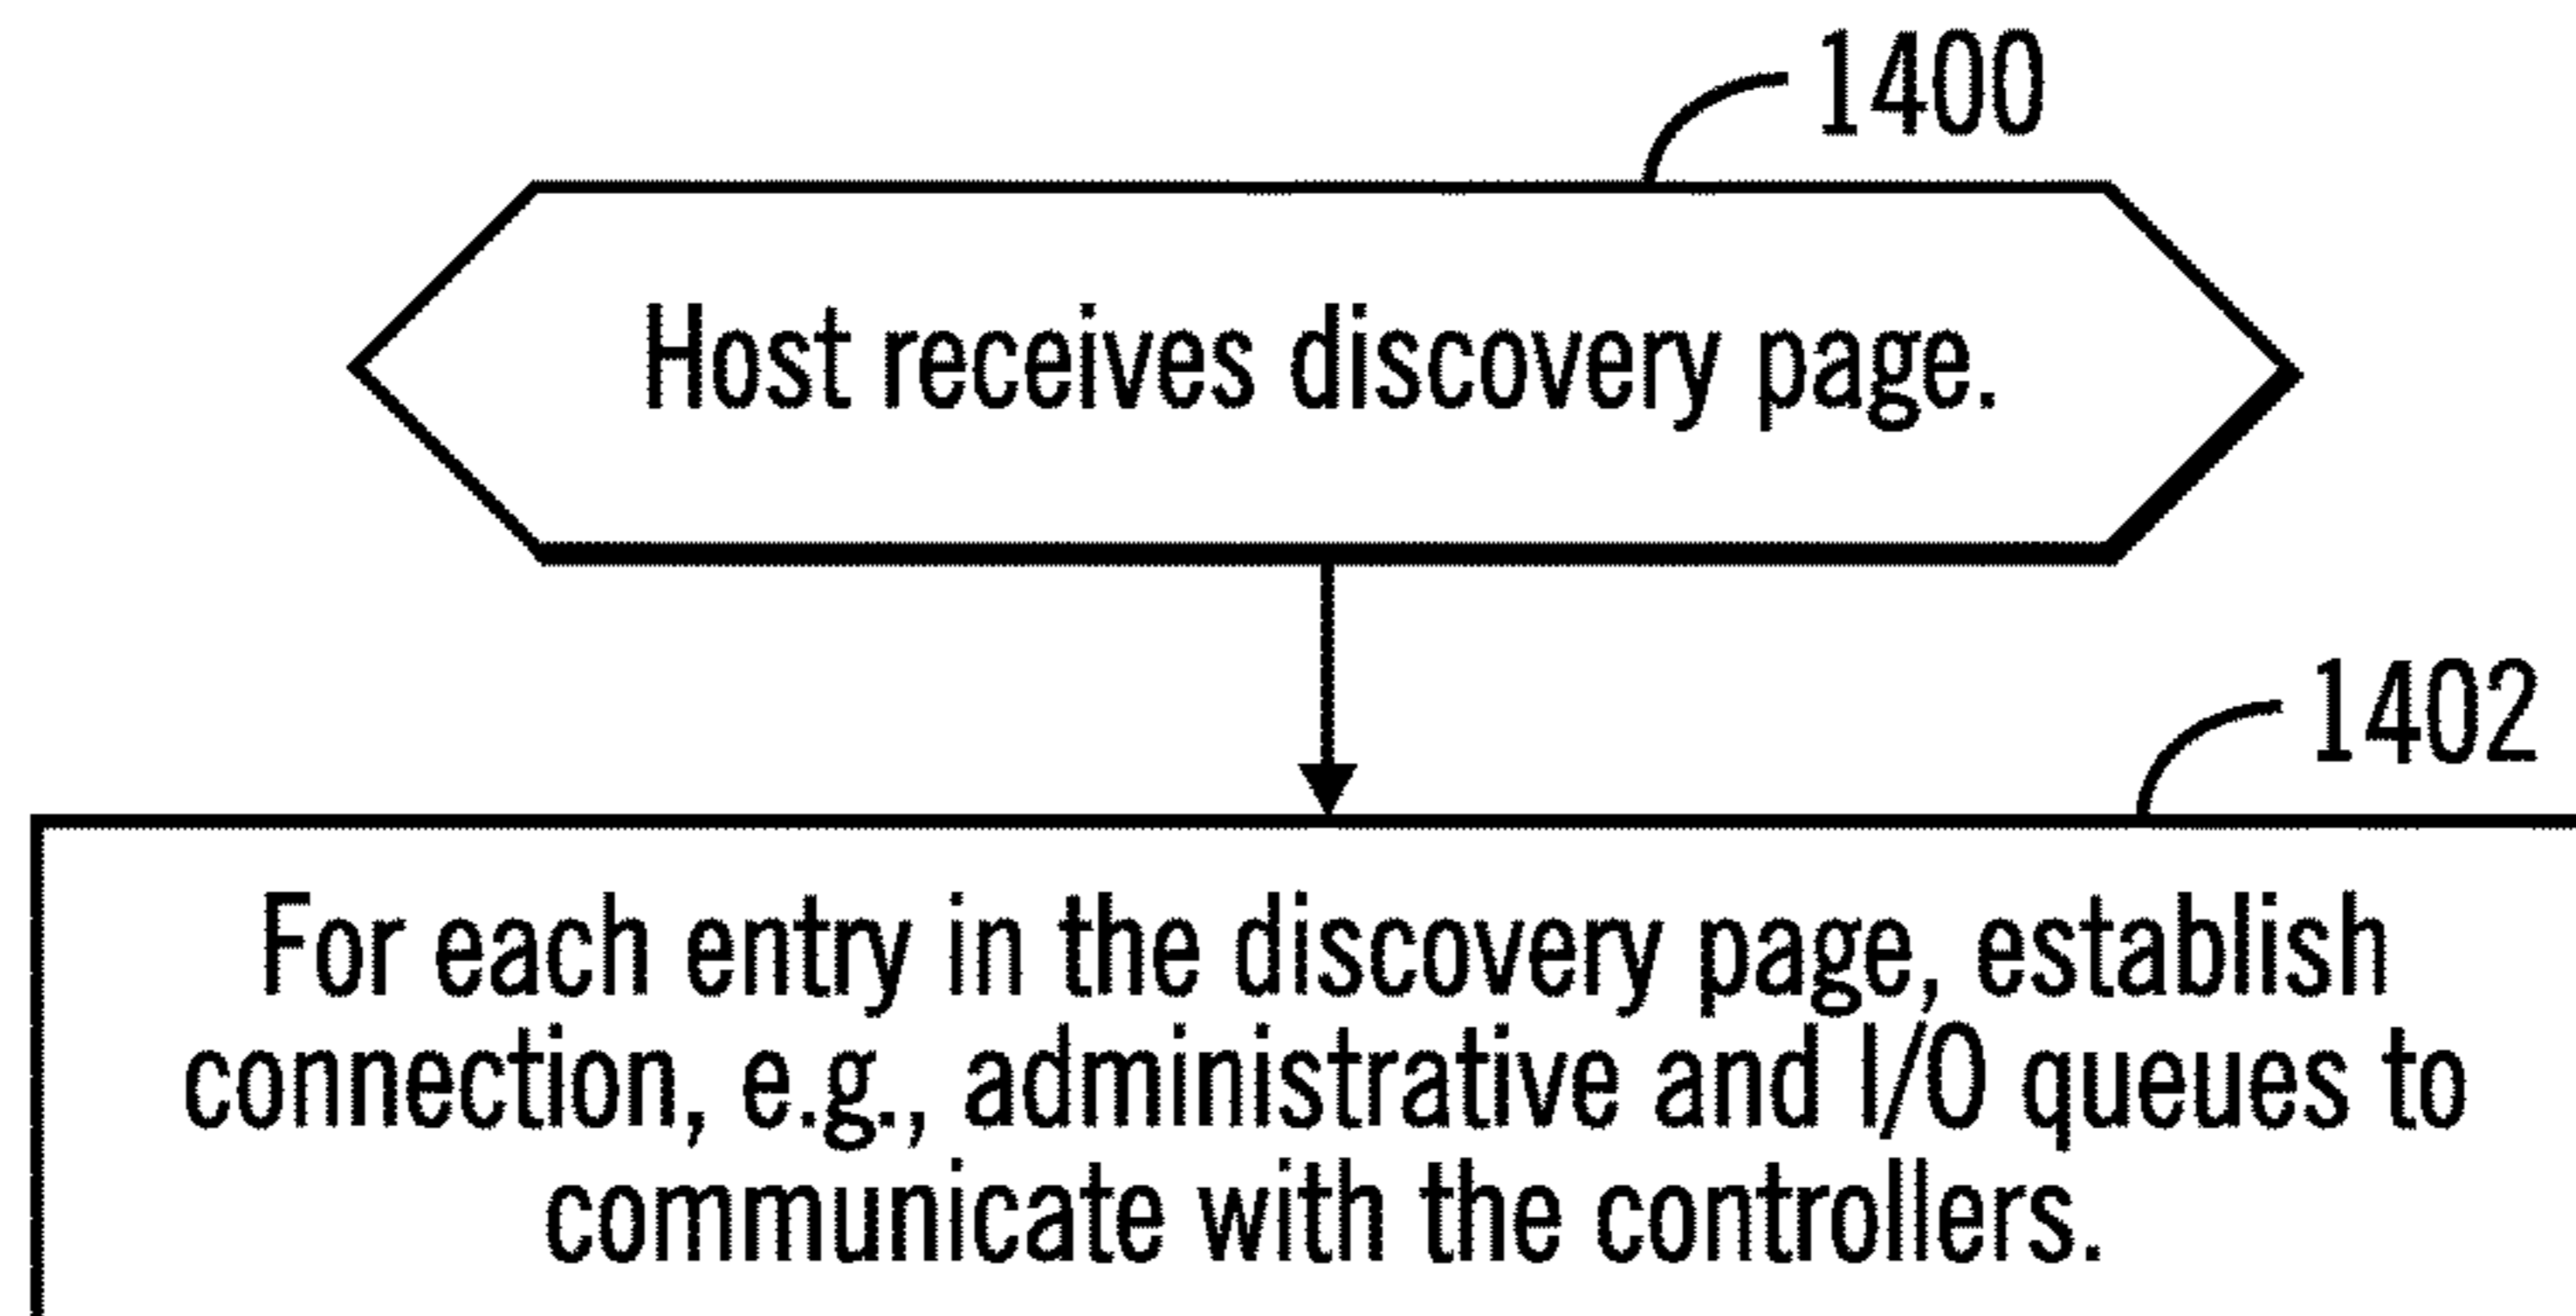 1400
Host receives discovery page.
1402
For each entry in the discovery page, establish
connection, e.g., administrative and I/O queues to
communicate with the controllers.